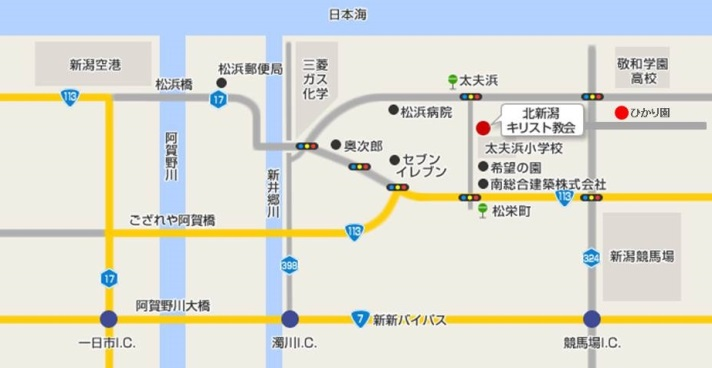 日本海
新潟空港
113
松浜橋
松浜郵便局
17
三菱
ガス
化学
太夫浜
敬和学園
高校
松浜病院
北新潟
キリスト教会
ひかり園
阿賀野川
新井郷川
奥次郎
セブン
イレブン
太夫浜小学校
希望の園
南総合建築株式会社
113
松栄町
ござれや阿賀橋
113
17
398
324
新潟競馬場
阿賀野川大橋
7
新新バイパス
一日市I.C.
濁川I.C.
競馬場I.C.